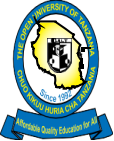 THE OPEN UNIVERSITY OF TANZANIA
Since 1992
CHUO KIKUU HURIA CHA TANZANIA
Affordable Quality Education for All